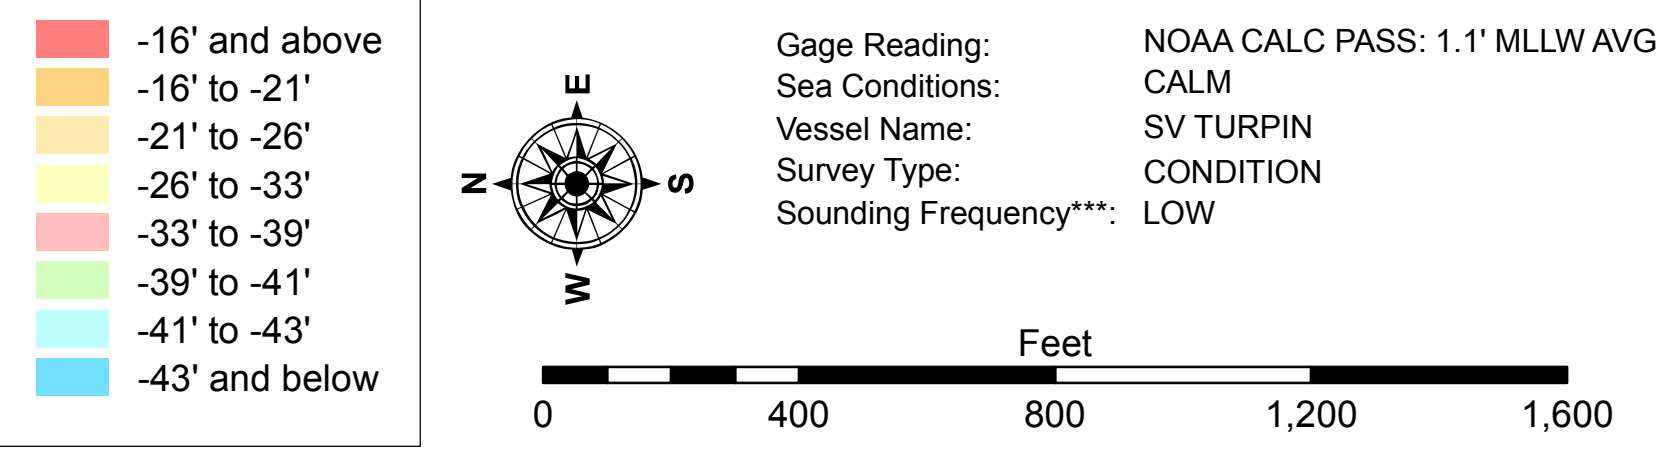 -16' and above
-16' to -21'
-21' to -26'
-26' to -33'
-33' to -39'
-39' to -41'
-41' to -43'
-43' and below
E
N
S
W
Gage Reading: NOAA CALC PASS: 1.1' MLLW AVG
Sea Conditions: CALM
Vessel Name: SV TURPIN
Survey Type: CONDITION
Sounding Frequency***: LOW
Feet
0 400 800 1,200 1,600